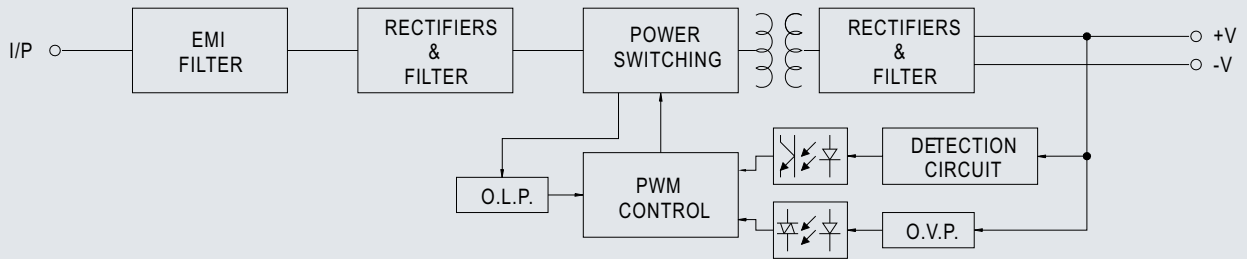 I/P
EMI
FILTER
RECTIFIERS
&
FILTER
POWER
SWITCHING
RECTIFIERS
&
FILTER
+V
-V
O.L.P.
PWM
CONTROL
DETECTION
CIRCUIT
O.V.P.